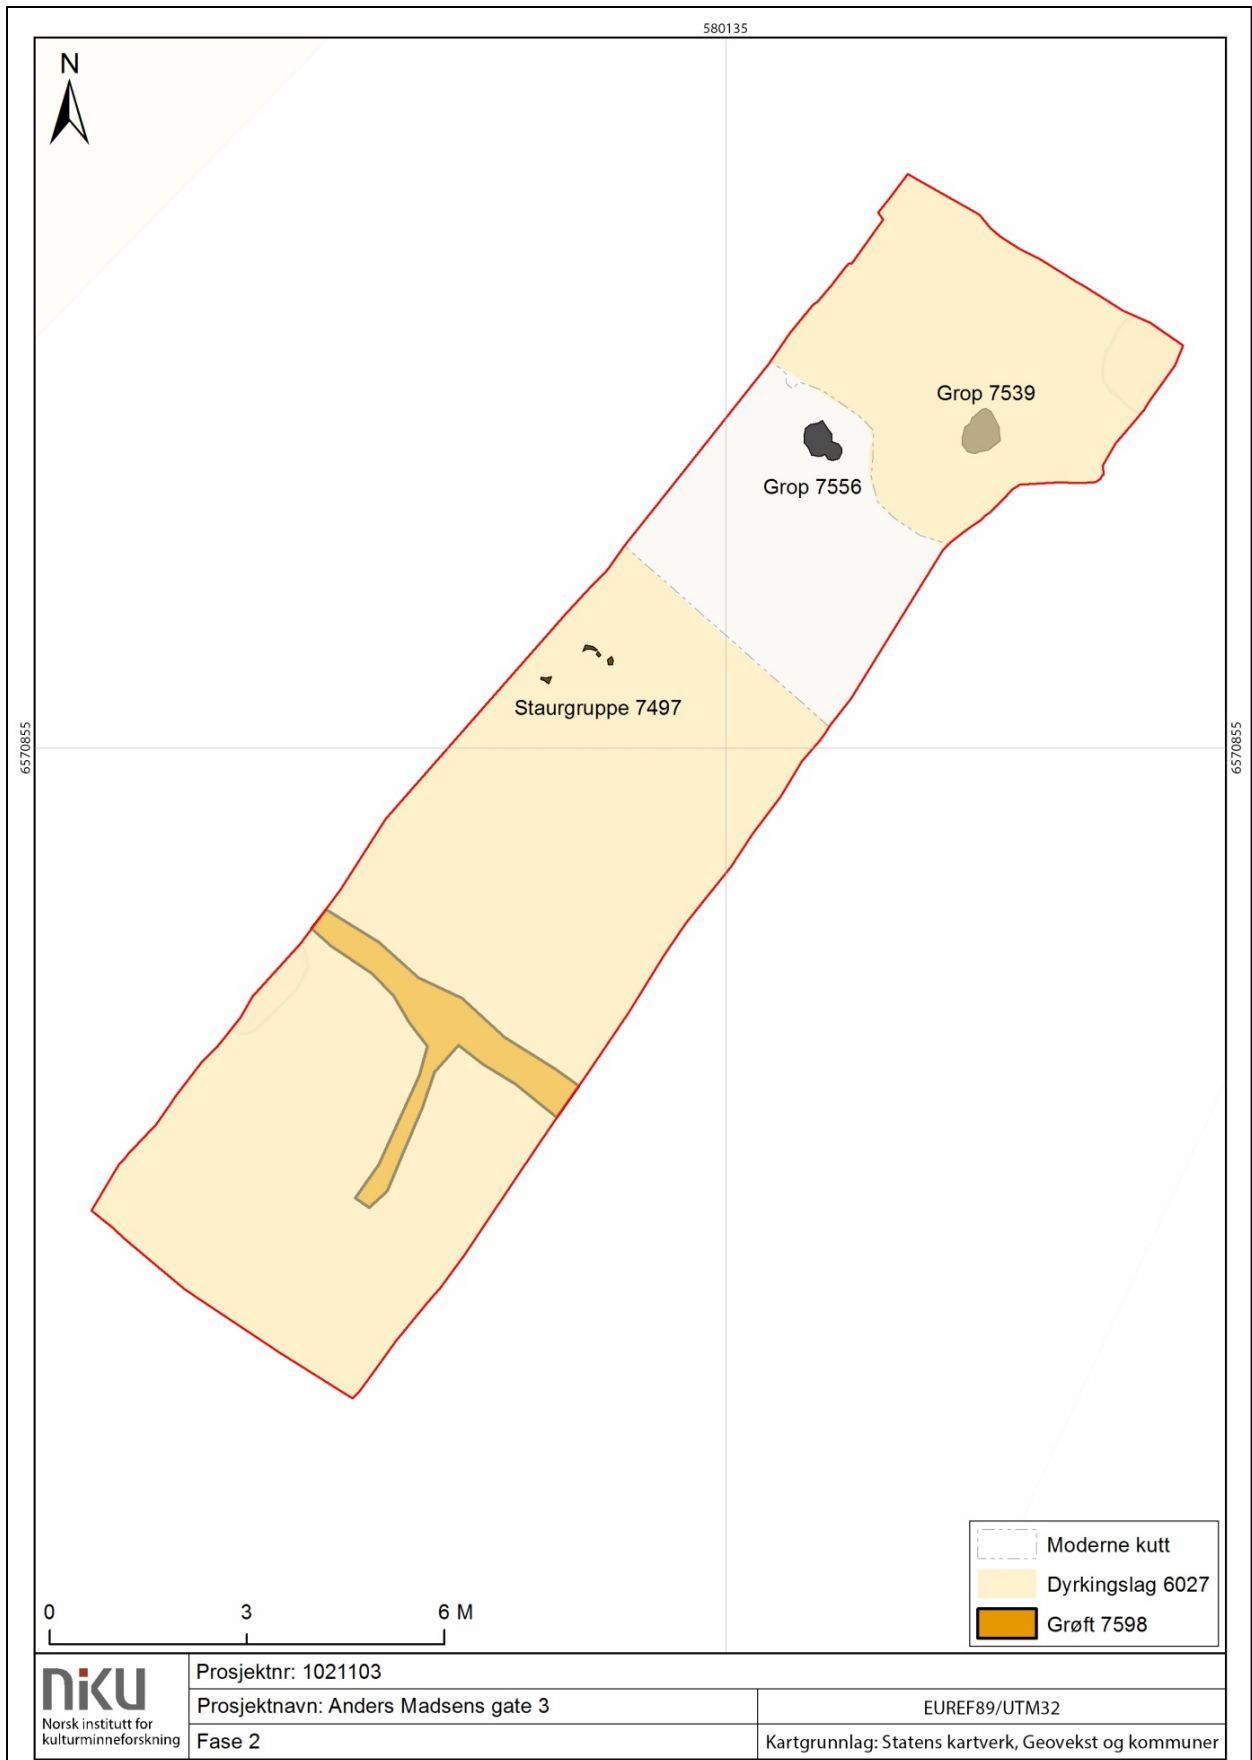 580135
N
Grop 7539
Grop 7556
Staurgruppe 7497
6570855
6570855
Moderne kutt
Dyrkingslag 6027
Grøft 7598
0 3 6 M
niKU
Norsk institutt for
kulturminneforskning
Prosjektnr: 1021103
Prosjektnavn: Anders Madsens gate 3
EUREF89/UTM32
Fase 2
Kartgrunnlag: Statens kartverk, Geovekst og kommuner